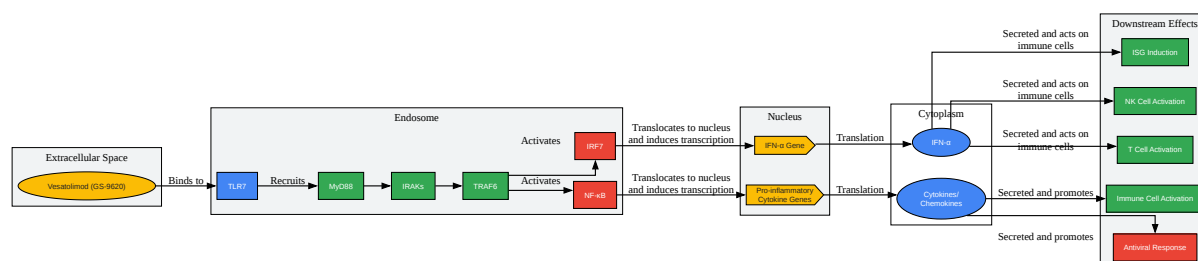 Downstream Effects
Secreted and acts on
immune cells
ISG Induction
Secreted and acts on
immune cells
NK Cell Activation
Endosome
Nucleus
Cytoplasm
Activates
IRF7
Translocates to nucleus
and induces transcription
IFN-α Gene
Translation
IFN-α
Secreted and acts on
immune cells
T Cell Activation
Extracellular Space
Vesatolimod (GS-9620)
Binds to
TLR7
Recruits
MyD88
IRAKs
TRAF6
Activates
NF-κB
Translocates to nucleus
and induces transcription
Pro-inflammatory
Cytokine Genes
Translation
Cytokines/
Chemokines
Secreted and promotes
Immune Cell Activation
Secreted and promotes
Antiviral Response